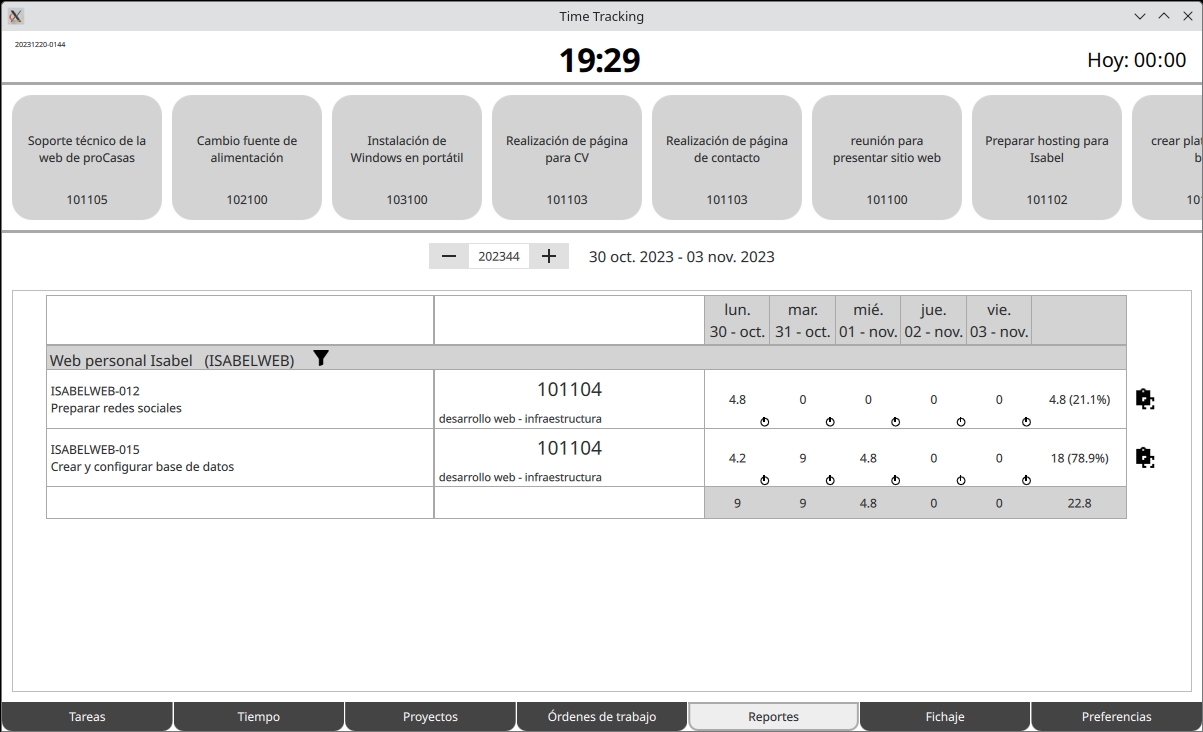 Time Tracking
20231220-0144
19:29
Hoy: 00:00
Soporte técnico de la
web de proCasas
101105
Cambio fuente de
alimentación
102100
Instalación de
Windows en portátil
103100
Realización de página
para CV
101103
Realización de página
de contacto
101103
reunión para
presentar sitio web
101100
Preparar hosting para
Isabel
101102
crear plat
b
101
202344
30 oct. 2023 - 03 nov. 2023
lun. mar. mié. jue. vie.
30 - oct. 31 - oct. 01 - nov. 02 - nov. 03 - nov.
Web personal Isabel (ISABELWEB)
ISABELWEB-012
Preparar redes sociales
101104
desarrollo web - infraestructura
4.8 0 0 0 0 4.8 (21.1%)
ISABELWEB-015
Crear y configurar base de datos
101104
desarrollo web - infraestructura
4.2 9 4.8 0 0 18 (78.9%)
9 9 4.8 0 0 22.8
Tareas Tiempo Proyectos Órdenes de trabajo Reportes Fichaje Preferencias